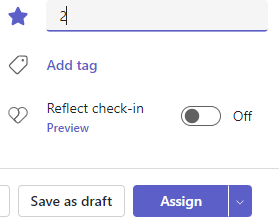 2
Add tag
Reflect check-in
Off
Preview
Save as draft
Assign